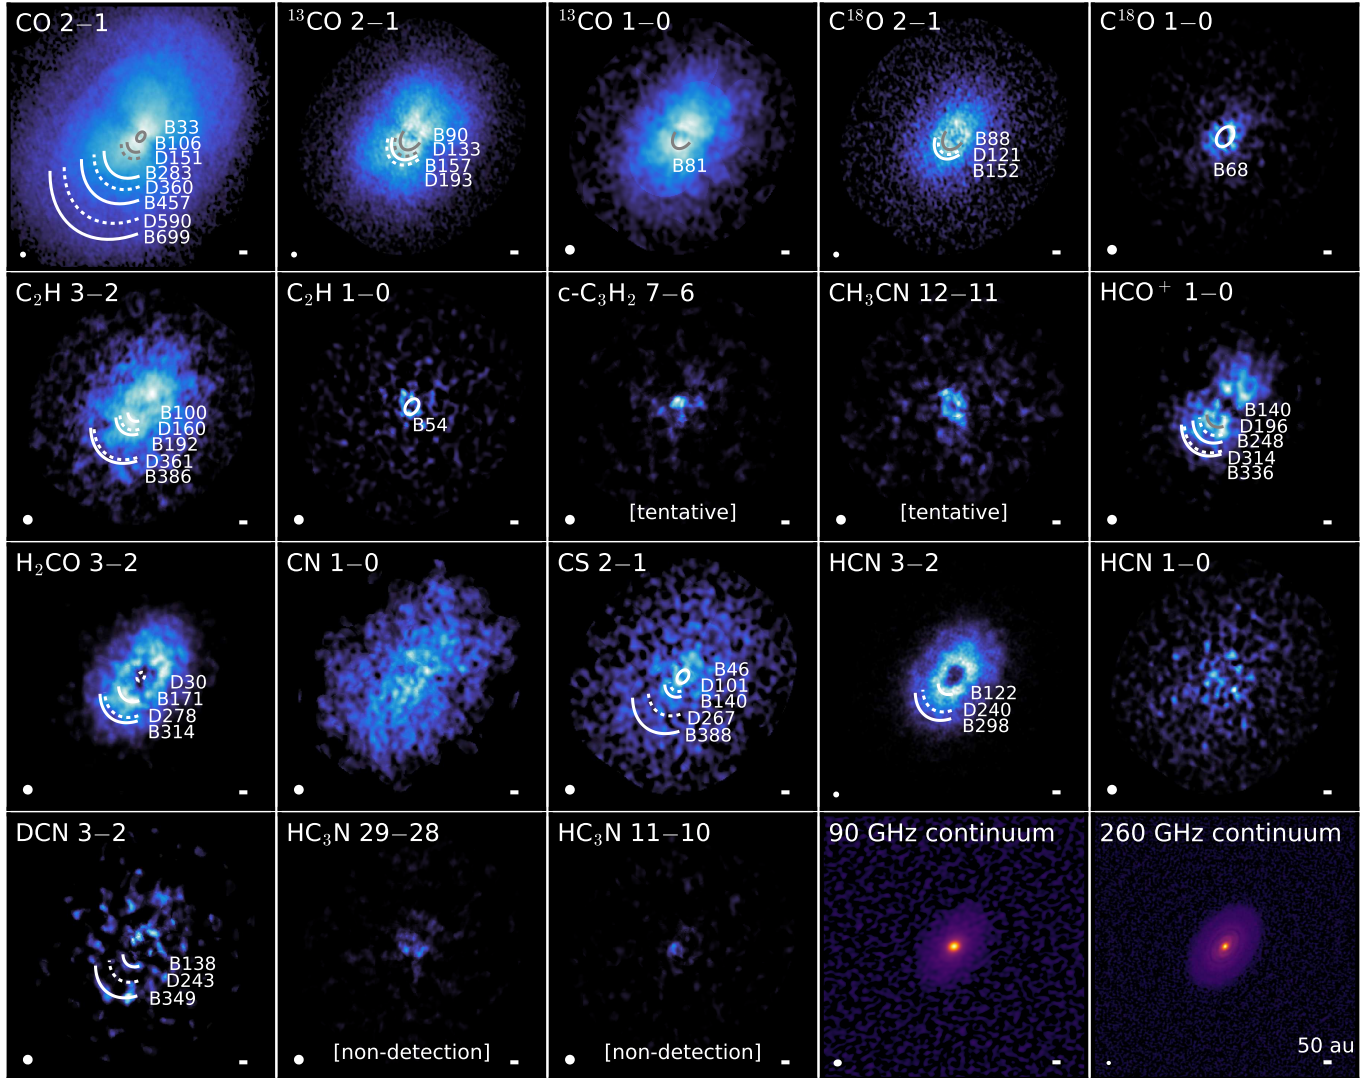 CO 2−1
B33
B106
D151
B283
D360
B457
D590
B699
¹³CO 2−1
B90
D133
B157
D193
¹³CO 1−0
B81
C¹⁸O 2−1
B88
D121
B152
C¹⁸O 1−0
B68
C₂H 3−2
B100
D160
B192
D361
B386
C₂H 1−0
B54
c-C₃H₂ 7−6
[tentative]
CH₃CN 12−11
[tentative]
HCO⁺ 1−0
B140
D196
B248
D314
B336
H₂CO 3−2
D30
B171
D278
B314
CN 1−0
CS 2−1
B46
D101
B140
D267
B388
HCN 3−2
B122
D240
B298
HCN 1−0
DCN 3−2
B138
D243
B349
HC₃N 29−28
[non-detection]
HC₃N 11−10
[non-detection]
90 GHz continuum
260 GHz continuum
50 au